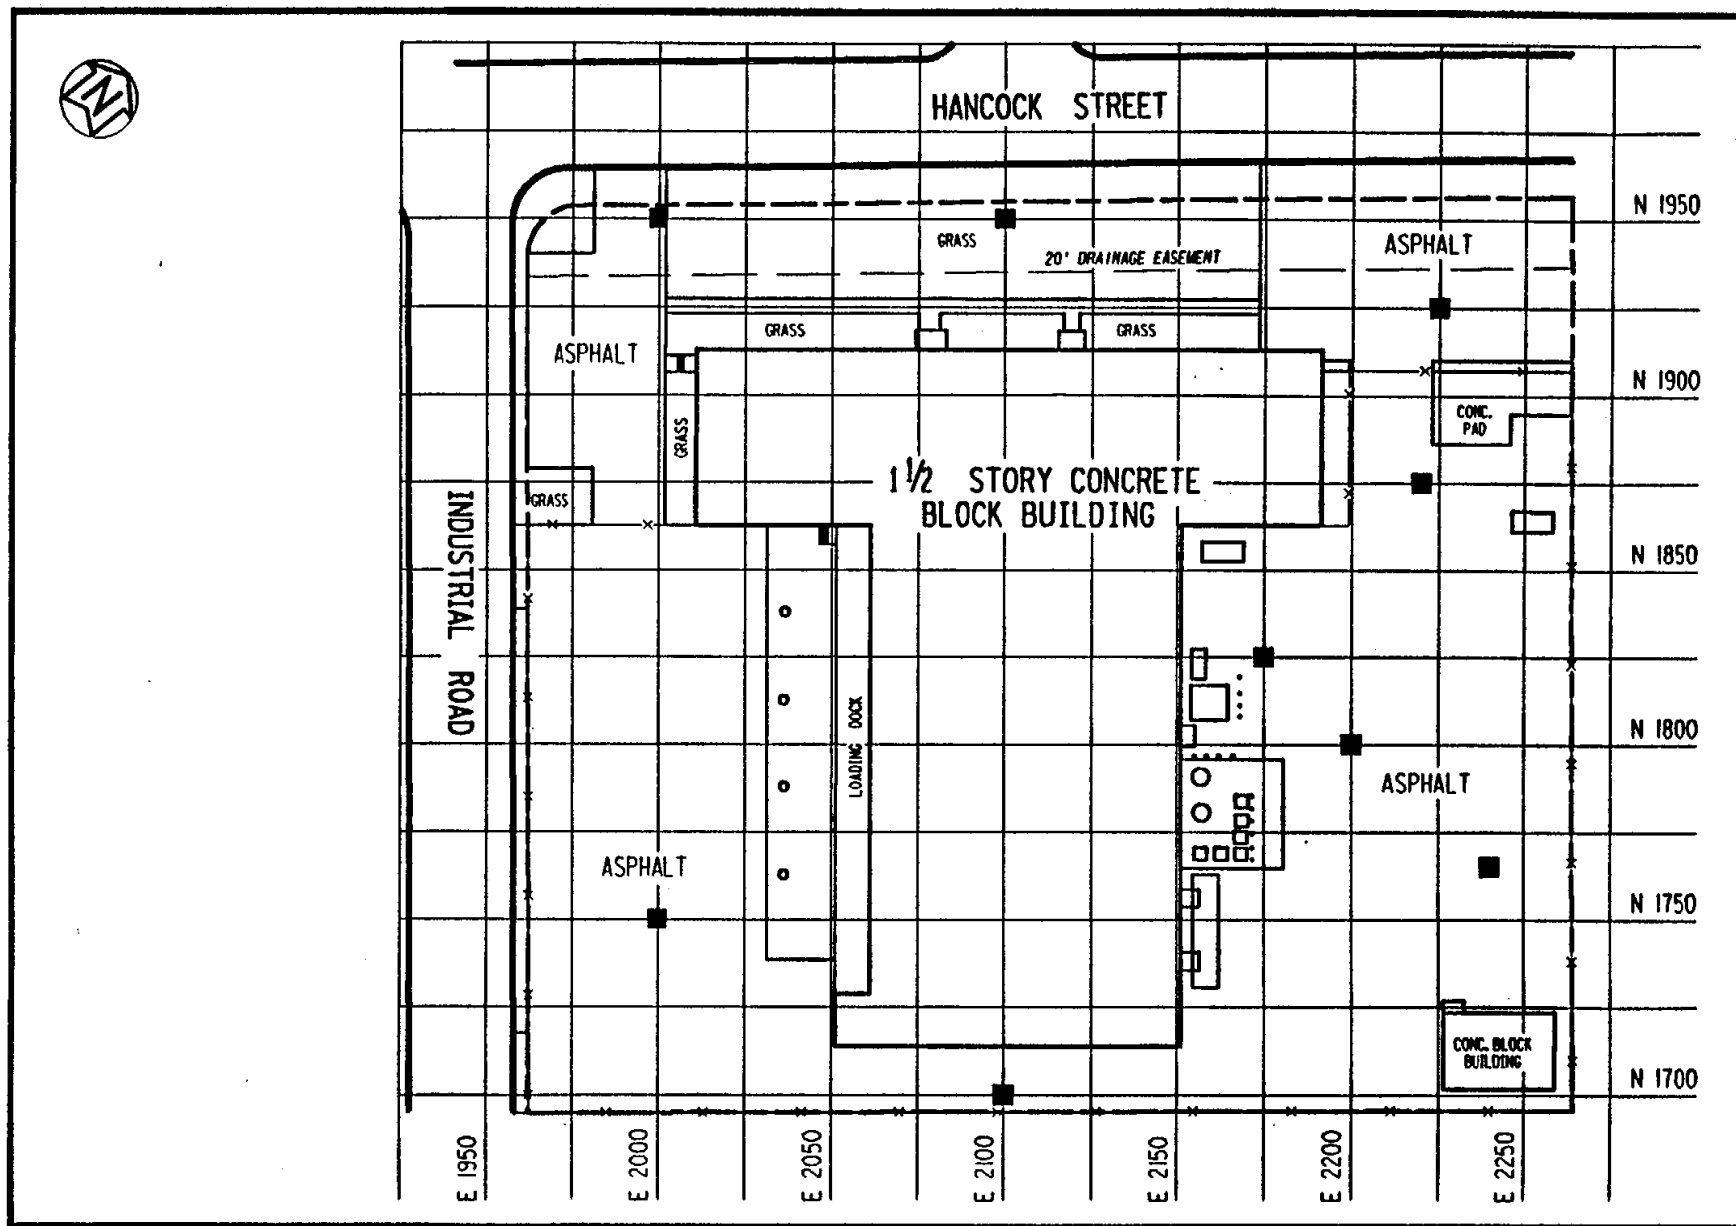 N
HANCOCK STREET
N 1950
GRASS
ASPHALT
20' DRAINAGE EASEMENT
GRASS
GRASS
ASPHALT
N 1900
CONC.
PAD
GRASS
1 1/2 STORY CONCRETE
BLOCK BUILDING
GRASS
INDUSTRIAL ROAD
N 1850
LOADING DOCK
N 1800
ASPHALT
ASPHALT
N 1750
CONC. BLOCK
BUILDING
N 1700
E 1950
E 2000
E 2050
E 2100
E 2150
E 2200
E 2250